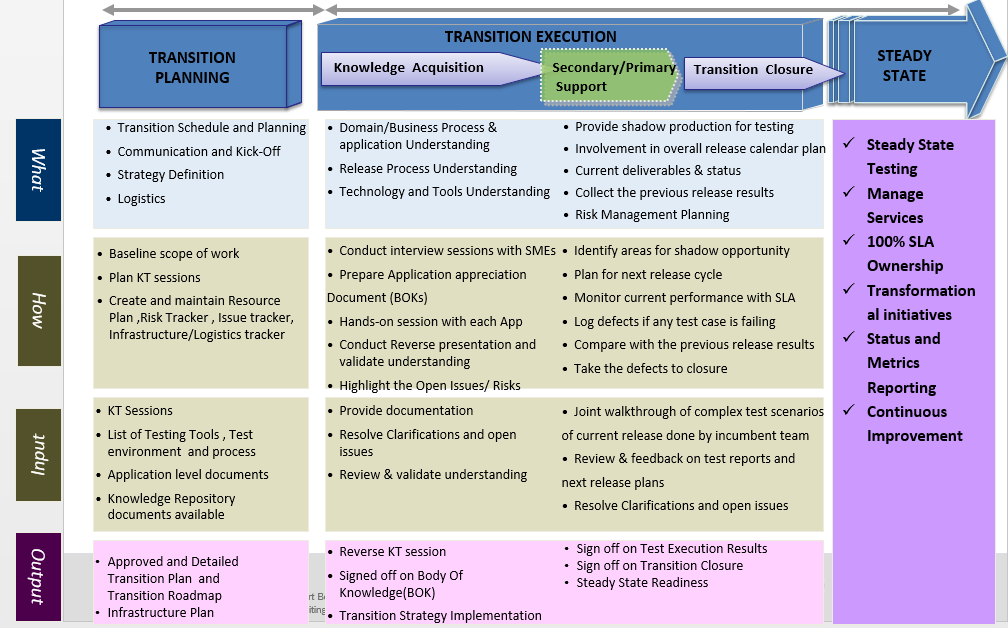 TRANSITION
PLANNING
TRANSITION EXECUTION
Knowledge Acquisition
Secondary/Primary
Support
Transition Closure
STEADY
STATE
What
• Transition Schedule and Planning
• Communication and Kick-Off
• Strategy Definition
• Logistics
• Domain/Business Process &
application Understanding
• Release Process Understanding
• Technology and Tools Understanding
• Provide shadow production for testing
• Involvement in overall release calendar plan
• Current deliverables & status
• Collect the previous release results
• Risk Management Planning
How
• Baseline scope of work
• Plan KT sessions
• Create and maintain Resource
Plan ,Risk Tracker , Issue tracker,
Infrastructure/Logistics tracker
• Conduct interview sessions with SMEs
• Prepare Application appreciation
Document (BOKs)
• Hands-on session with each App
• Conduct Reverse presentation and
validate understanding
• Highlight the Open Issues/ Risks
• Identify areas for shadow opportunity
• Plan for next release cycle
• Monitor current performance with SLA
• Log defects if any test case is failing
• Compare with the previous release results
• Take the defects to closure
Input
• KT Sessions
• List of Testing Tools , Test
environment and process
• Application level documents
• Knowledge Repository
documents available
• Provide documentation
• Resolve Clarifications and open
issues
• Review & validate understanding
• Joint walkthrough of complex test scenarios
of current release done by incumbent team
• Review & feedback on test reports and
next release plans
• Resolve Clarifications and open issues
Output
• Approved and Detailed
Transition Plan and
Transition Roadmap
• Infrastructure Plan
• Reverse KT session
• Signed off on Body Of
Knowledge(BOK)
• Transition Strategy Implementation
• Sign off on Test Execution Results
• Sign off on Transition Closure
• Steady State Readiness
✓ Steady State
Testing
✓ Manage
Services
✓ 100% SLA
Ownership
✓ Transformation
al initiatives
✓ Status and
Metrics
Reporting
✓ Continuous
Improvement